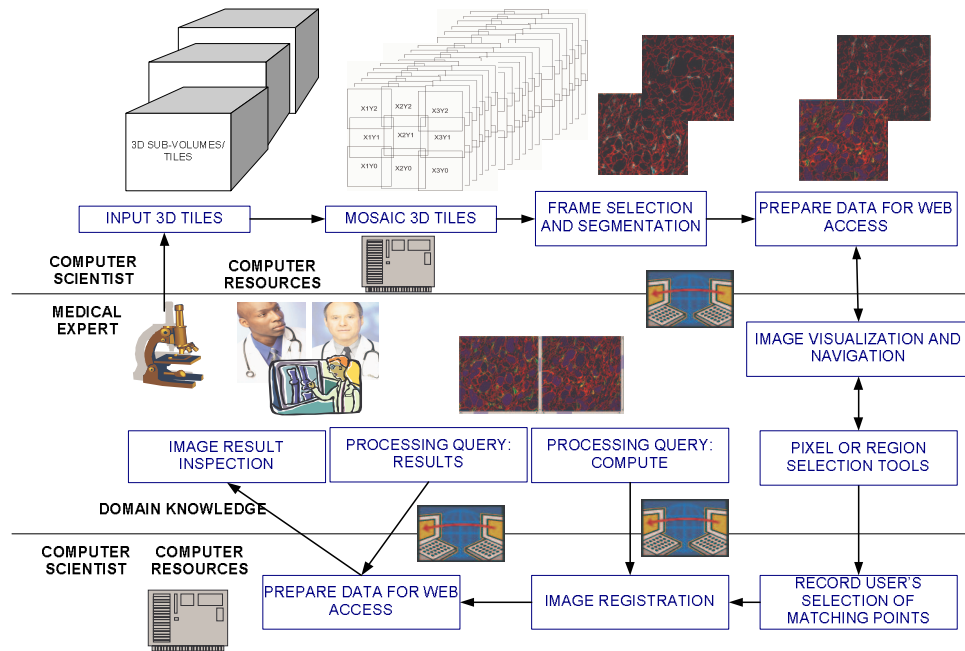 3D SUB-VOLUMES/
TILES
X1Y2
X2Y2
X3Y2
X1Y1
X2Y1
X3Y1
X1Y0
X2Y0
X3Y0
INPUT 3D TILES
MOSAIC 3D TILES
FRAME SELECTION
AND SEGMENTATION
PREPARE DATA FOR WEB
ACCESS
COMPUTER
SCIENTIST
COMPUTER
RESOURCES
MEDICAL
EXPERT
IMAGE VISUALIZATION AND
NAVIGATION
IMAGE RESULT
INSPECTION
PROCESSING QUERY:
RESULTS
PROCESSING QUERY:
COMPUTE
PIXEL OR REGION
SELECTION TOOLS
DOMAIN KNOWLEDGE
COMPUTER
SCIENTIST
COMPUTER
RESOURCES
PREPARE DATA FOR WEB
ACCESS
IMAGE REGISTRATION
RECORD USER'S
SELECTION OF
MATCHING POINTS